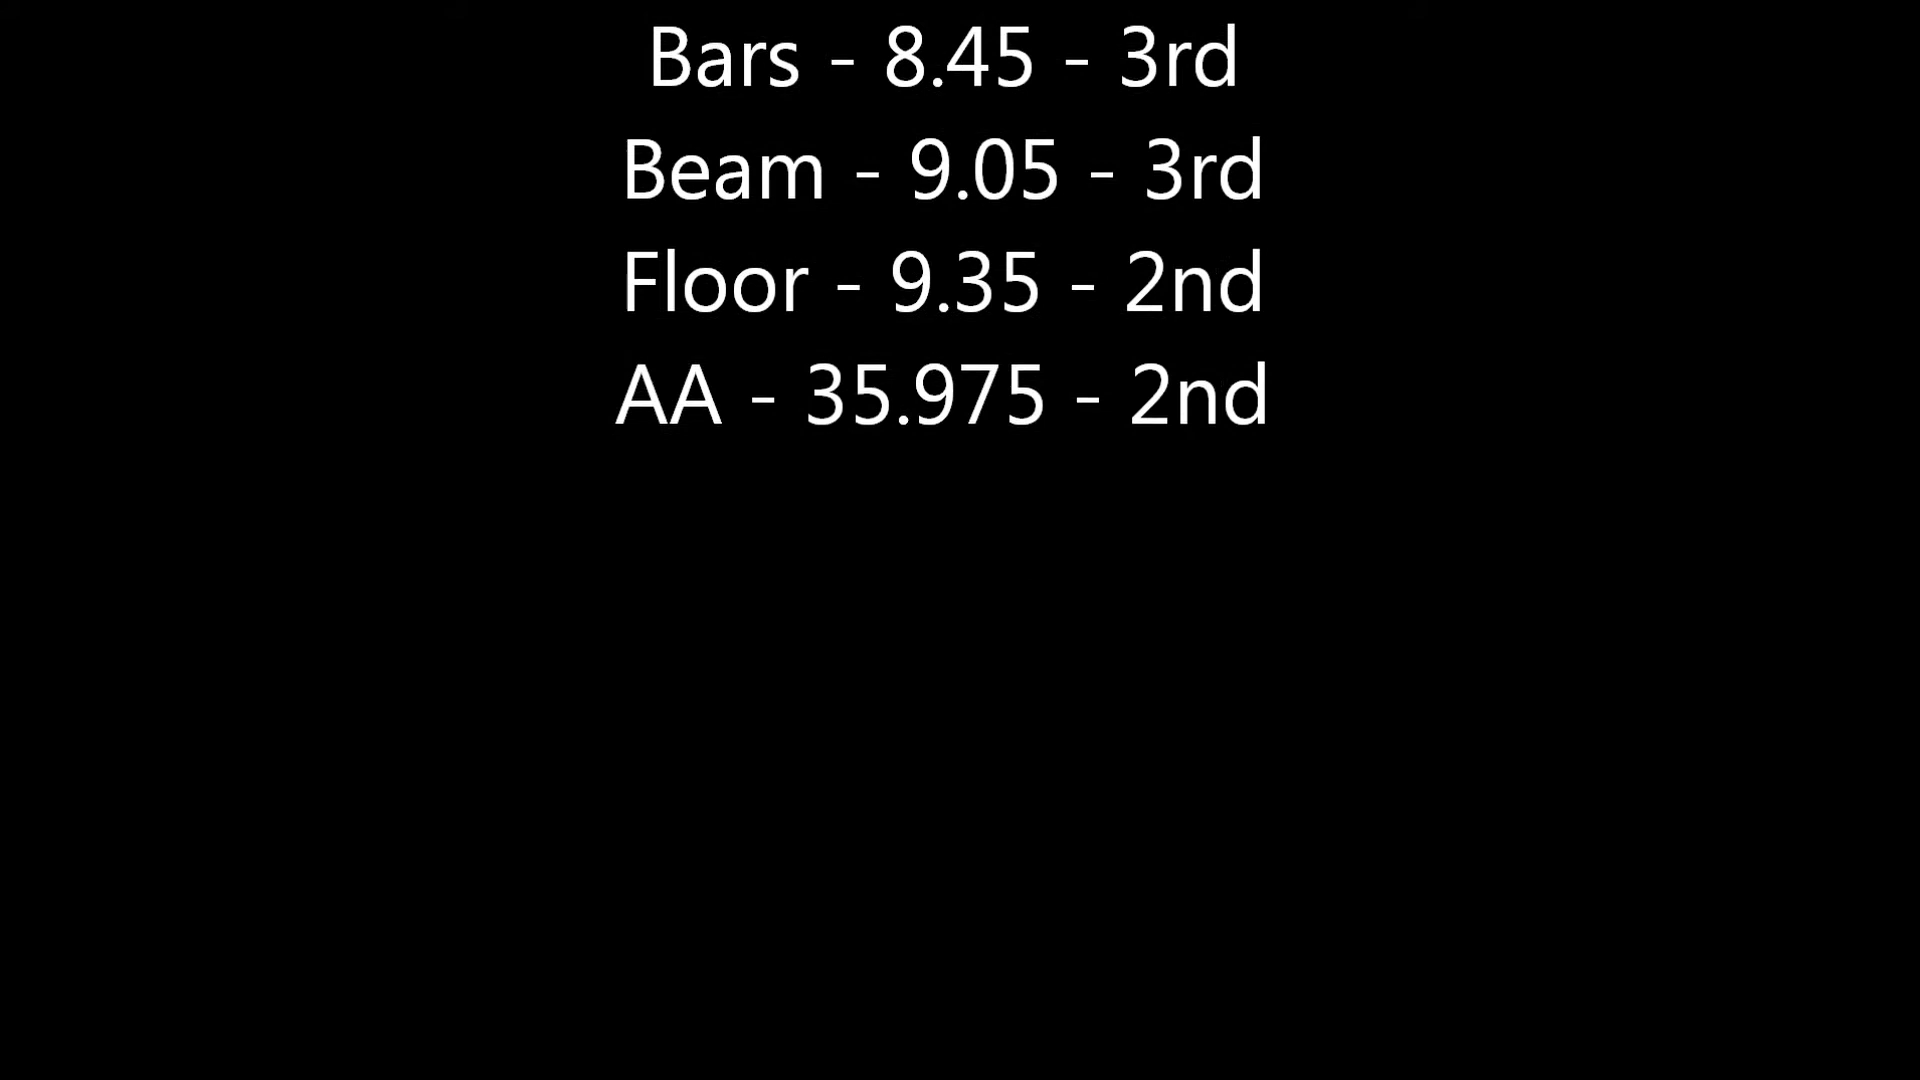 Bars - 8.45 - 3rd
Beam - 9.05 - 3rd
Floor - 9.35 - 2nd
AA - 35.975 - 2nd